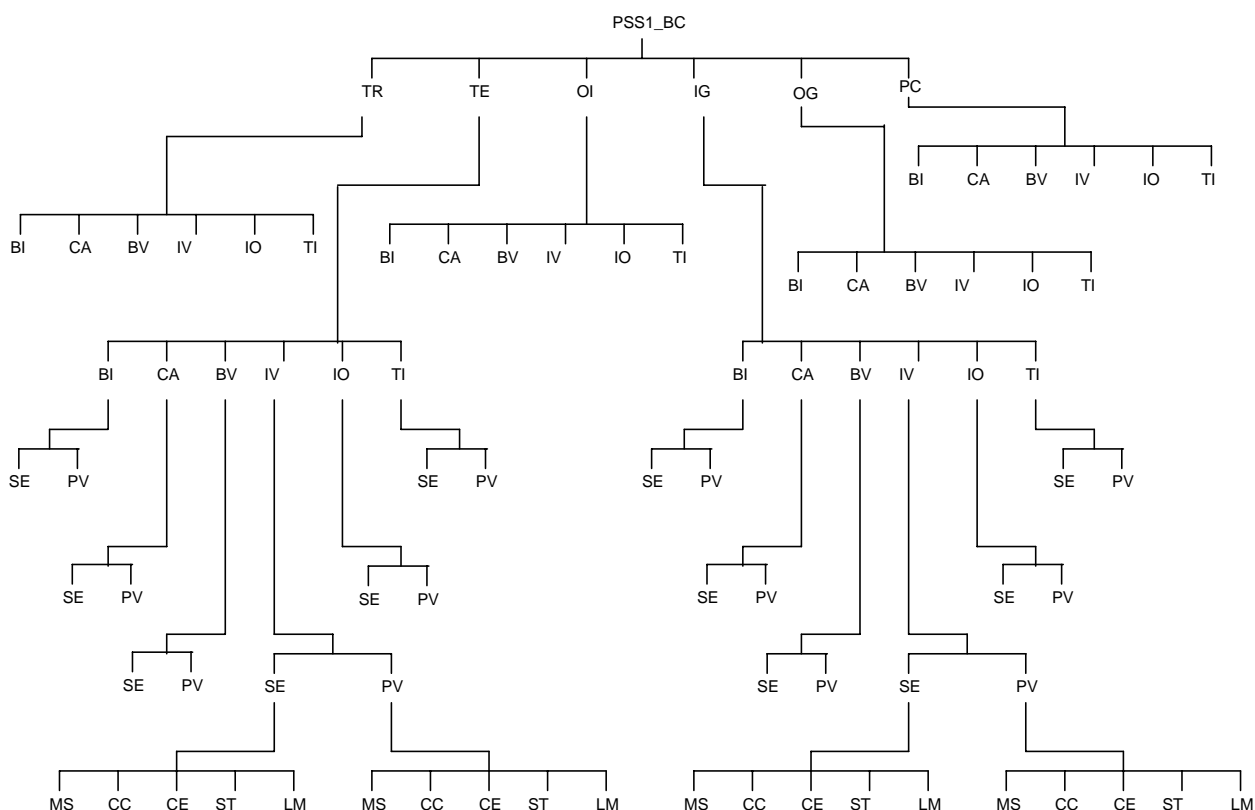 PSS1_BC
TR TE OI IG OG PC
BI CA BV IV IO TI
BI CA BV IV IO TI
BI CA BV IV IO TI
BI CA BV IV IO TI
BI CA BV IV IO TI
BI CA BV IV IO TI
SE PV SE PV SE PV SE PV
SE PV SE PV SE PV SE PV
SE PV SE PV SE PV SE PV
MS CC CE ST LM MS CC CE ST LM MS CC CE ST LM MS CC CE ST LM